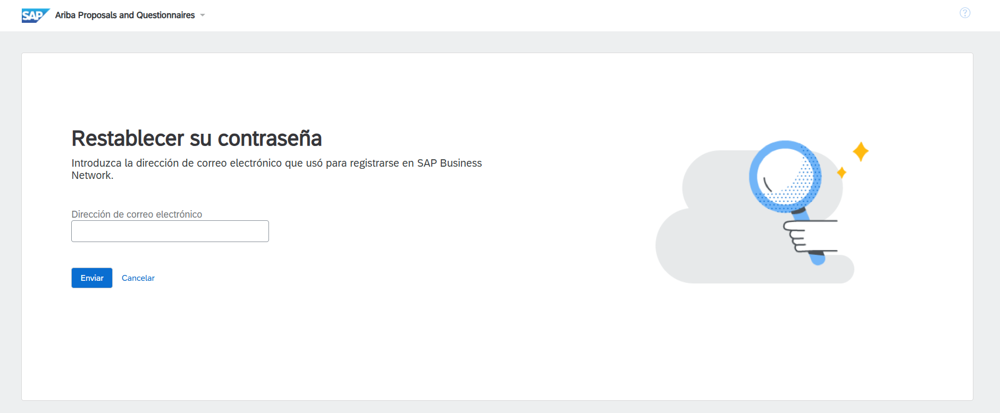 SAP Ariba Proposals and Questionnaires
?
Restablecer su contraseña
Introduzca la dirección de correo electrónico que usó para registrarse en SAP Business
Network.
Dirección de correo electrónico
Enviar Cancelar